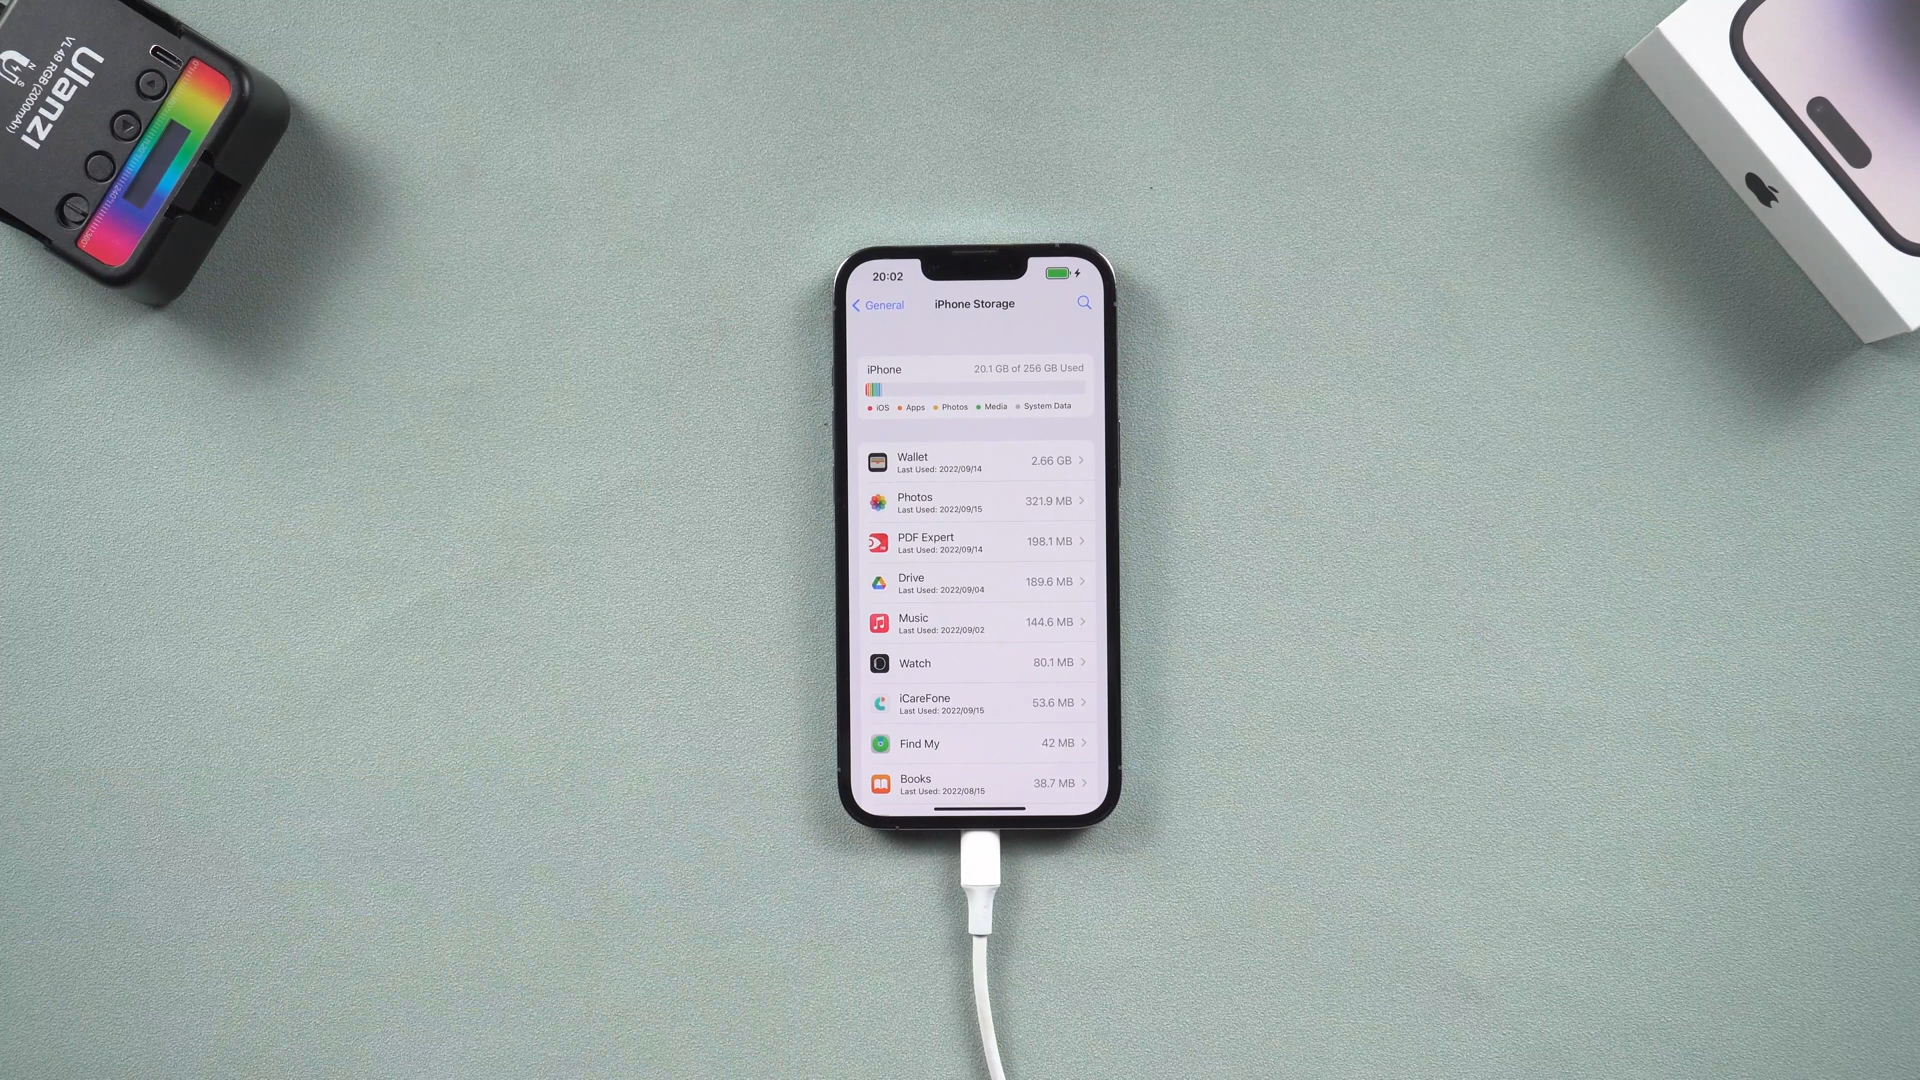 Ulanzi
VL49 RGB(2000mAh)
N
S
20:02
General
iPhone Storage
iPhone
20.1 GB of 256 GB Used
iOS
Apps
Photos
Media
System Data
Wallet
2.66 GB
Last Used: 2022/09/14
Photos
321.9 MB
Last Used: 2022/09/15
PDF Expert
198.1 MB
Last Used: 2022/09/14
Drive
189.6 MB
Last Used: 2022/09/04
Music
144.6 MB
Last Used: 2022/09/02
Watch
80.1 MB
iCareFone
53.6 MB
Last Used: 2022/09/15
Find My
42 MB
Books
38.7 MB
Last Used: 2022/08/15